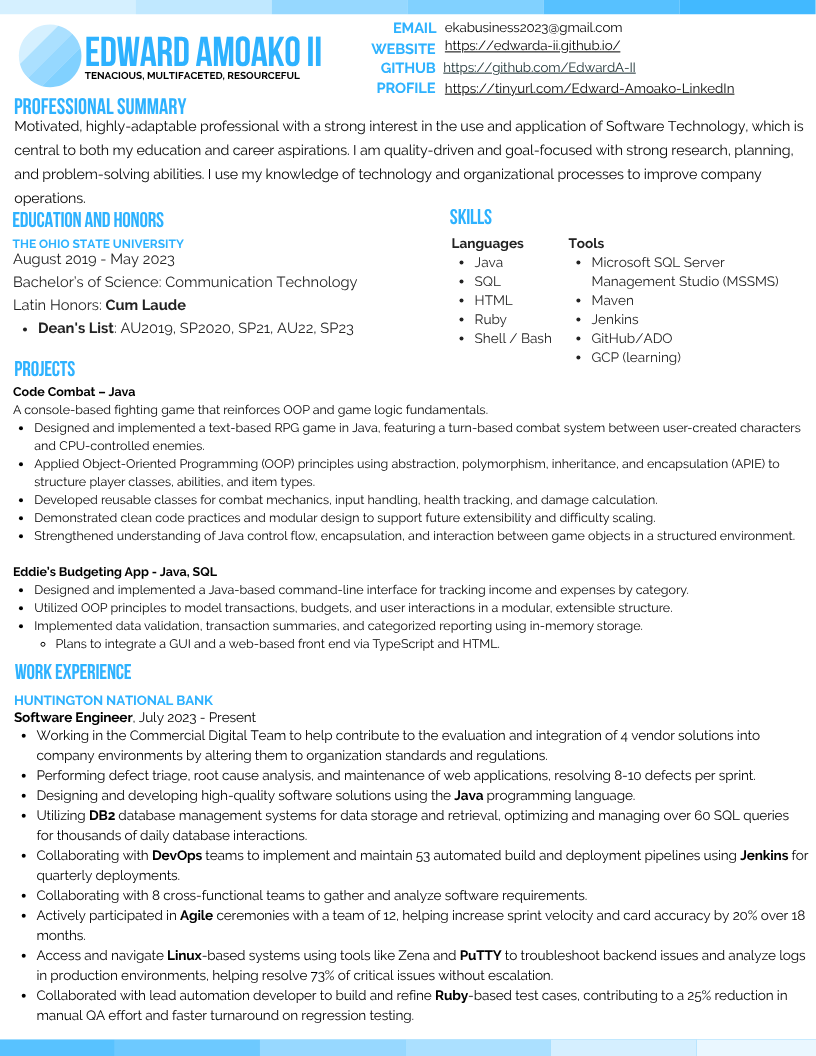 EDWARD AMOAKO II
TENACIOUS, MULTIFACETED, RESOURCEFUL
EMAIL ekabusiness2023@gmail.com
WEBSITE https://edwarda-ii.github.io/
GITHUB https://github.com/EdwardA-II
PROFILE https://tinyurl.com/Edward-Amoako-LinkedIn
PROFESSIONAL SUMMARY
Motivated, highly-adaptable professional with a strong interest in the use and application of Software Technology, which is
central to both my education and career aspirations. I am quality-driven and goal-focused with strong research, planning,
and problem-solving abilities. I use my knowledge of technology and organizational processes to improve company
operations.
EDUCATION AND HONORS
THE OHIO STATE UNIVERSITY
August 2019 - May 2023
Bachelor's of Science: Communication Technology
Latin Honors: Cum Laude
• Dean's List: AU2019, SP2020, SP21, AU22, SP23
SKILLS
Languages
• Java
• SQL
• HTML
• Ruby
• Shell / Bash
Tools
• Microsoft SQL Server
Management Studio (MSSMS)
• Maven
• Jenkins
• GitHub/ADO
• GCP (learning)
PROJECTS
Code Combat – Java
A console-based fighting game that reinforces OOP and game logic fundamentals.
• Designed and implemented a text-based RPG game in Java, featuring a turn-based combat system between user-created characters
and CPU-controlled enemies.
• Applied Object-Oriented Programming (OOP) principles using abstraction, polymorphism, inheritance, and encapsulation (APIE) to
structure player classes, abilities, and item types.
• Developed reusable classes for combat mechanics, input handling, health tracking, and damage calculation.
• Demonstrated clean code practices and modular design to support future extensibility and difficulty scaling.
• Strengthened understanding of Java control flow, encapsulation, and interaction between game objects in a structured environment.
Eddie's Budgeting App - Java, SQL
• Designed and implemented a Java-based command-line interface for tracking income and expenses by category.
• Utilized OOP principles to model transactions, budgets, and user interactions in a modular, extensible structure.
• Implemented data validation, transaction summaries, and categorized reporting using in-memory storage.
◦ Plans to integrate a GUI and a web-based front end via TypeScript and HTML.
WORK EXPERIENCE
HUNTINGTON NATIONAL BANK
Software Engineer, July 2023 - Present
• Working in the Commercial Digital Team to help contribute to the evaluation and integration of 4 vendor solutions into
company environments by altering them to organization standards and regulations.
• Performing defect triage, root cause analysis, and maintenance of web applications, resolving 8-10 defects per sprint.
• Designing and developing high-quality software solutions using the Java programming language.
• Utilizing DB2 database management systems for data storage and retrieval, optimizing and managing over 60 SQL queries
for thousands of daily database interactions.
• Collaborating with DevOps teams to implement and maintain 53 automated build and deployment pipelines using Jenkins for
quarterly deployments.
• Collaborating with 8 cross-functional teams to gather and analyze software requirements.
• Actively participated in Agile ceremonies with a team of 12, helping increase sprint velocity and card accuracy by 20% over 18
months.
• Access and navigate Linux-based systems using tools like Zena and PuTTY to troubleshoot backend issues and analyze logs
in production environments, helping resolve 73% of critical issues without escalation.
• Collaborated with lead automation developer to build and refine Ruby-based test cases, contributing to a 25% reduction in
manual QA effort and faster turnaround on regression testing.